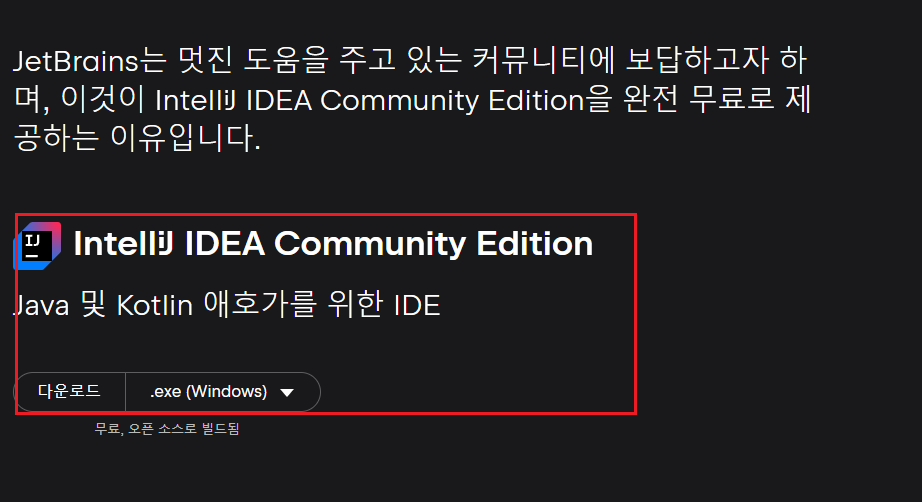 JetBrains는 멋진 도움을 주고 있는 커뮤니티에 보답하고자 하
며, 이것이 IntelliJ IDEA Community Edition을 완전 무료로 제
공하는 이유입니다.
IJ
IntelliJ IDEA Community Edition
Java 및 Kotlin 애호가를 위한 IDE
다운로드 .exe (Windows)
무료, 오픈 소스로 빌드됨